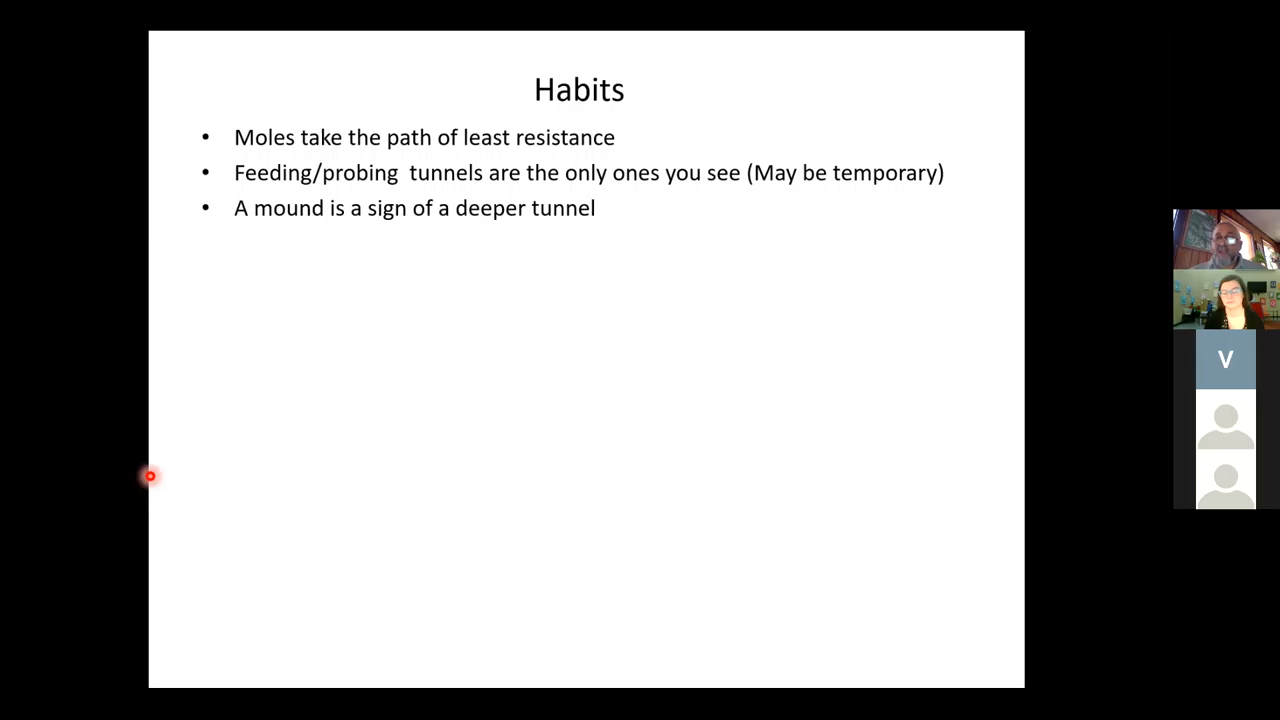 Habits
• Moles take the path of least resistance
• Feeding/probing  tunnels are the only ones you see (May be temporary)
• A mound is a sign of a deeper tunnel
V